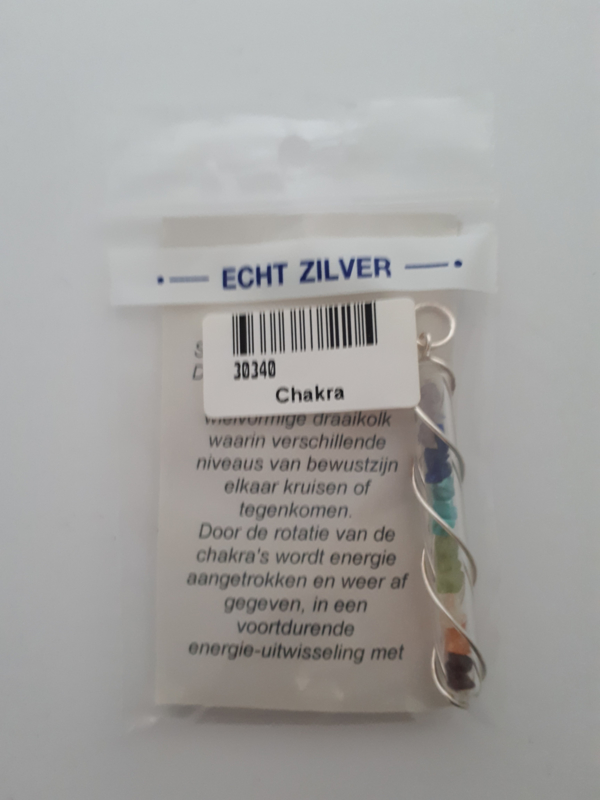 ECHT ZILVER
30340
Chakra
wielvormige draaikolk
waarin verschillende
niveaus van bewustzijn
elkaar kruisen of
tegenkomen.
Door de rotatie van de
chakra's wordt energie
aangetrokken en weer af
gegeven, in een
voortdurende
energie-uitwisseling met